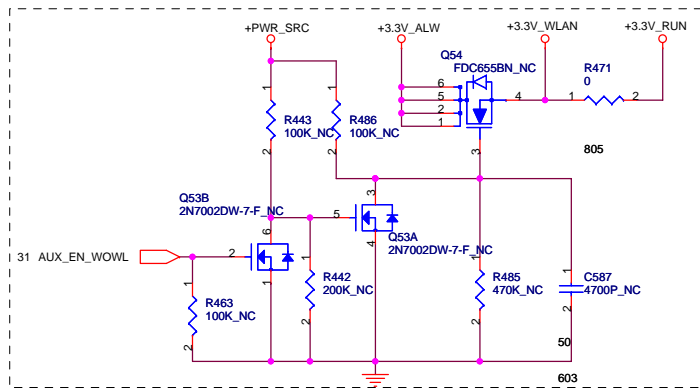 +PWR_SRC
+3.3V_ALW
+3.3V_WLAN
+3.3V_RUN
Q54
FDC655BN_NC
6
5
2
1
4
3
R471
0
1
2
805
1
R443
100K_NC
2
1
R486
100K_NC
2
Q53B
2N7002DW-7-F_NC
6
2
1
5
3
4
Q53A
2N7002DW-7-F_NC
31 AUX_EN_WOWL
1
R463
100K_NC
2
1
R442
200K_NC
2
1
R485
470K_NC
2
1
C587
4700P_NC
2
50
603